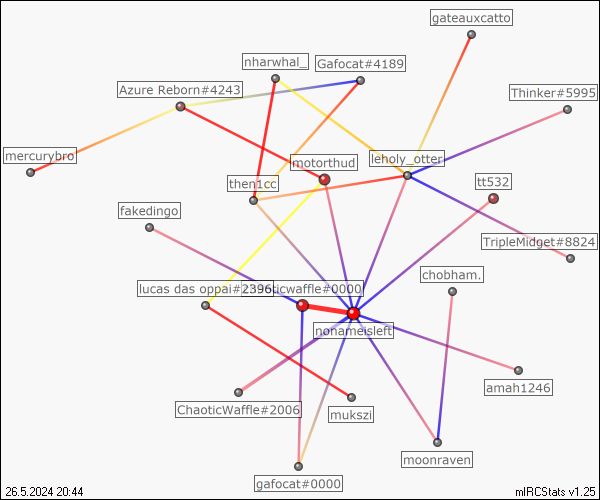 gateauxcatto
nharwhal_
Gafocat#4189
Azure Reborn#4243
Thinker#5995
mercurybro
motorthud
leholy_otter
then1cc
tt532
fakedingo
TripleMidget#8824
chobham.
lucas das oppai#2396
ticwaffle#0000
nonameisleft
amah1246
ChaoticWaffle#2006
mukszi
moonraven
gafocat#0000
26.5.2024 20:44
mIRCStats v1.25